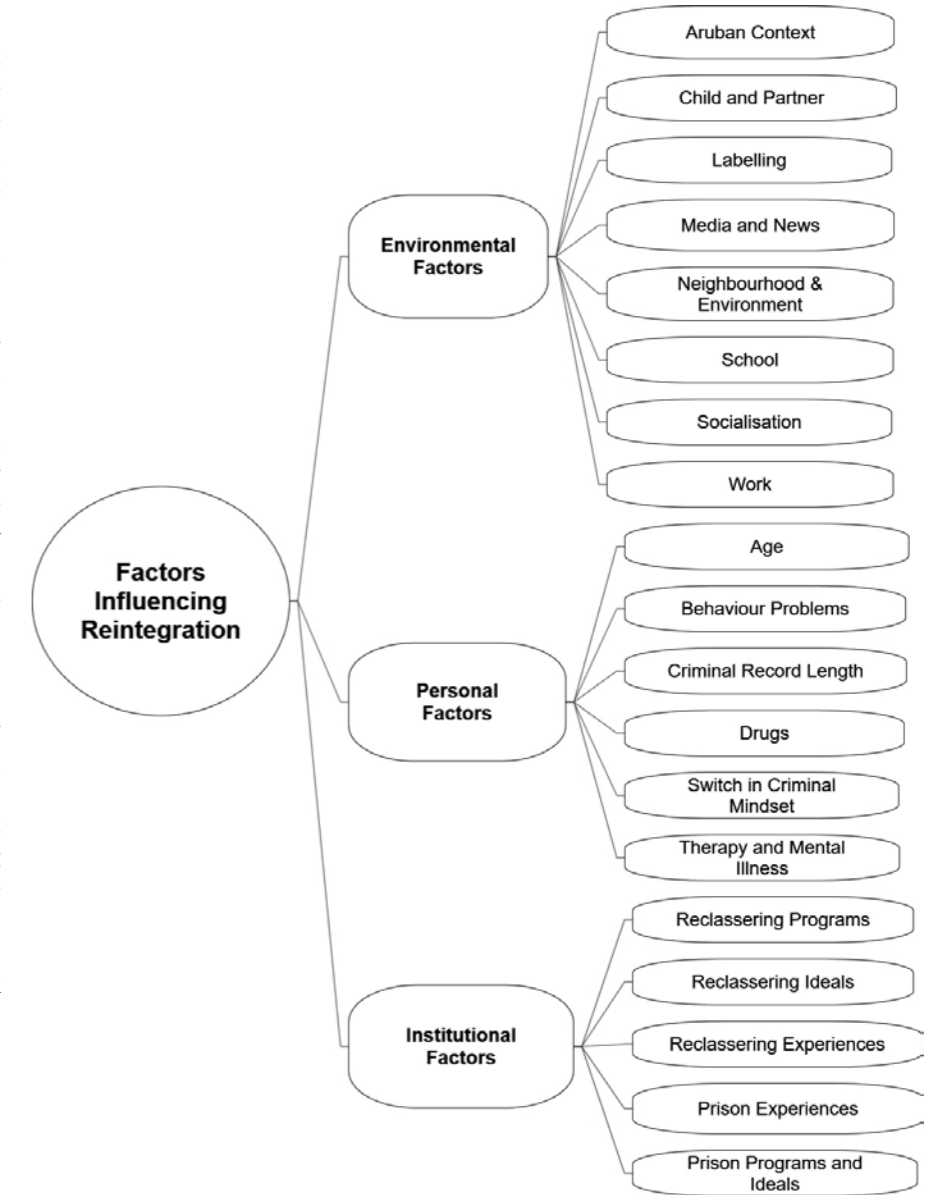 Factors
Influencing
Reintegration
Environmental
Factors
Aruban Context
Child and Partner
Labelling
Media and News
Neighbourhood &
Environment
School
Socialisation
Work
Personal
Factors
Age
Behaviour Problems
Criminal Record Length
Drugs
Switch in Criminal
Mindset
Therapy and Mental
Illness
Institutional
Factors
Reclassering Programs
Reclassering Ideals
Reclassering Experiences
Prison Experiences
Prison Programs and
Ideals